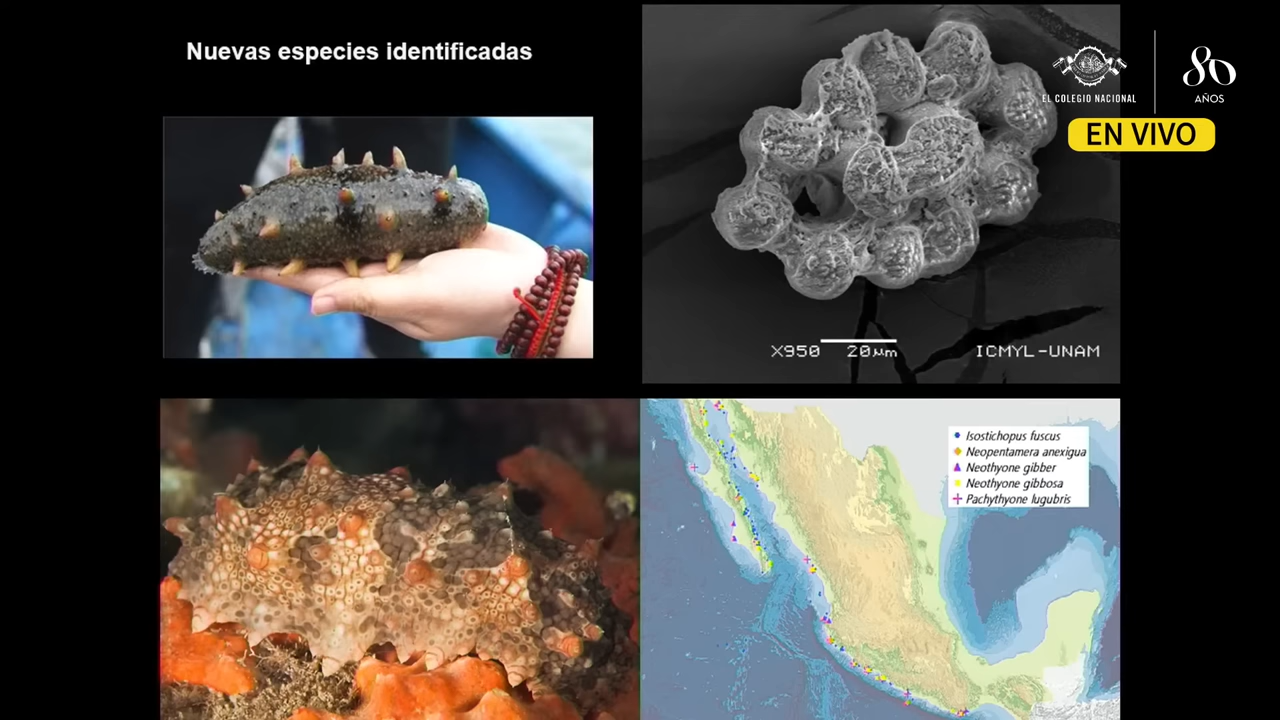 Nuevas especies identificadas
EL COLEGIO NACIONAL
80
AÑOS
EN VIVO
X950 20µm ICMYL-UNAM
Isostichopus fuscus
Neopentamera anexigua
Neothyone gibber
Neothyone gibbosa
Pachythyone lugubris